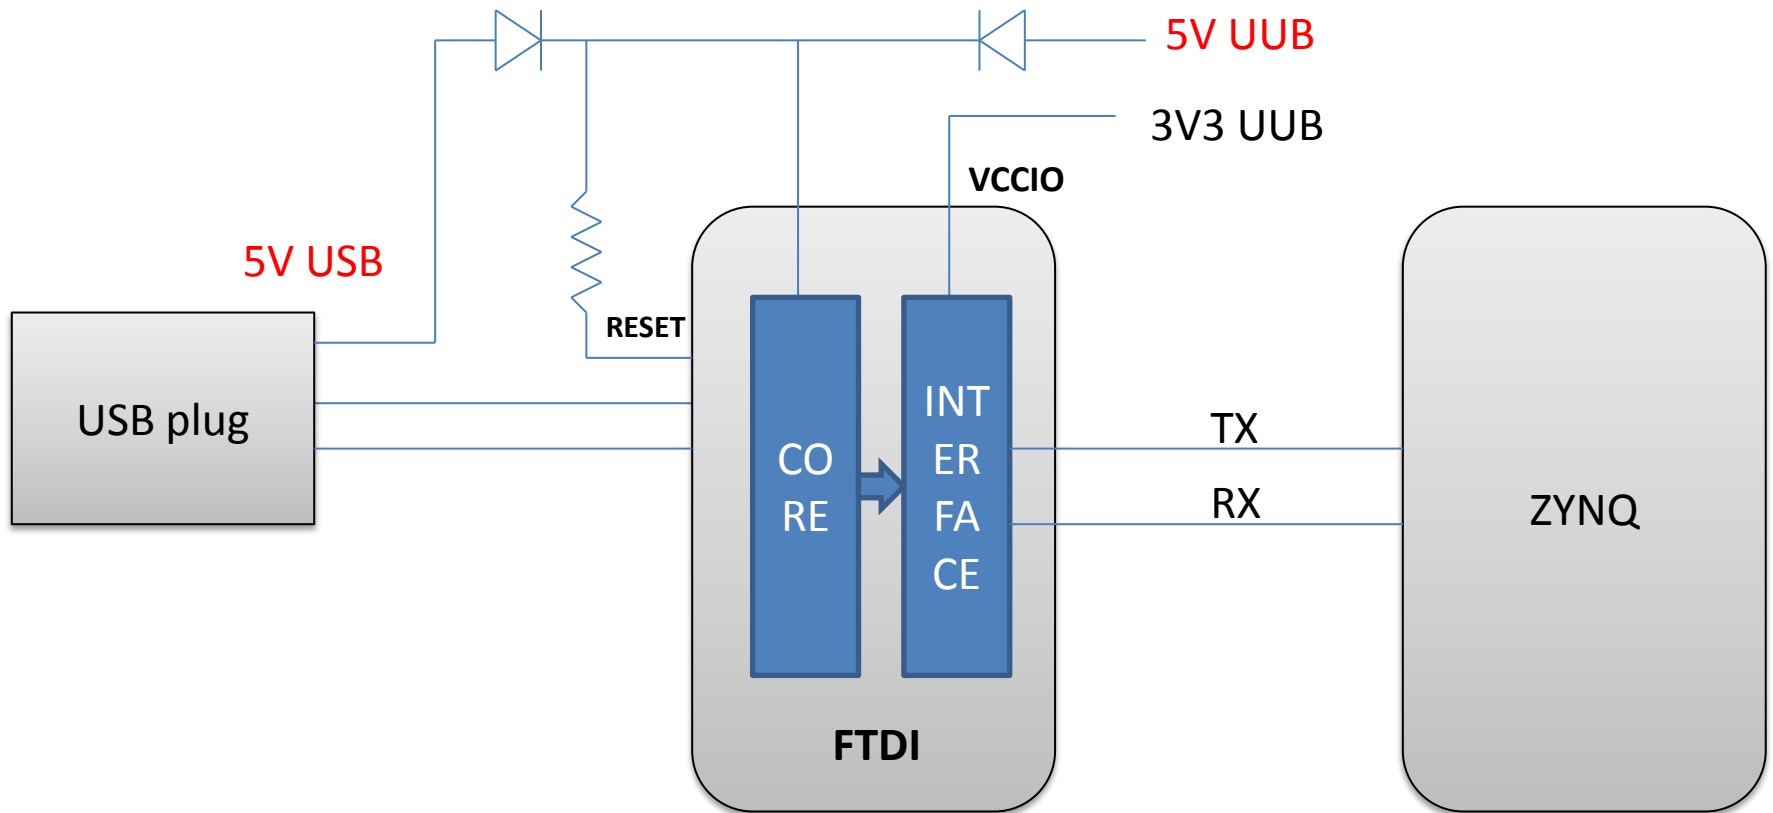 5V UUB
3V3 UUB
VCCIO
5V USB
RESET
USB plug
CO
RE
INT
ER
FA
CE
TX
RX
ZYNQ
FTDI